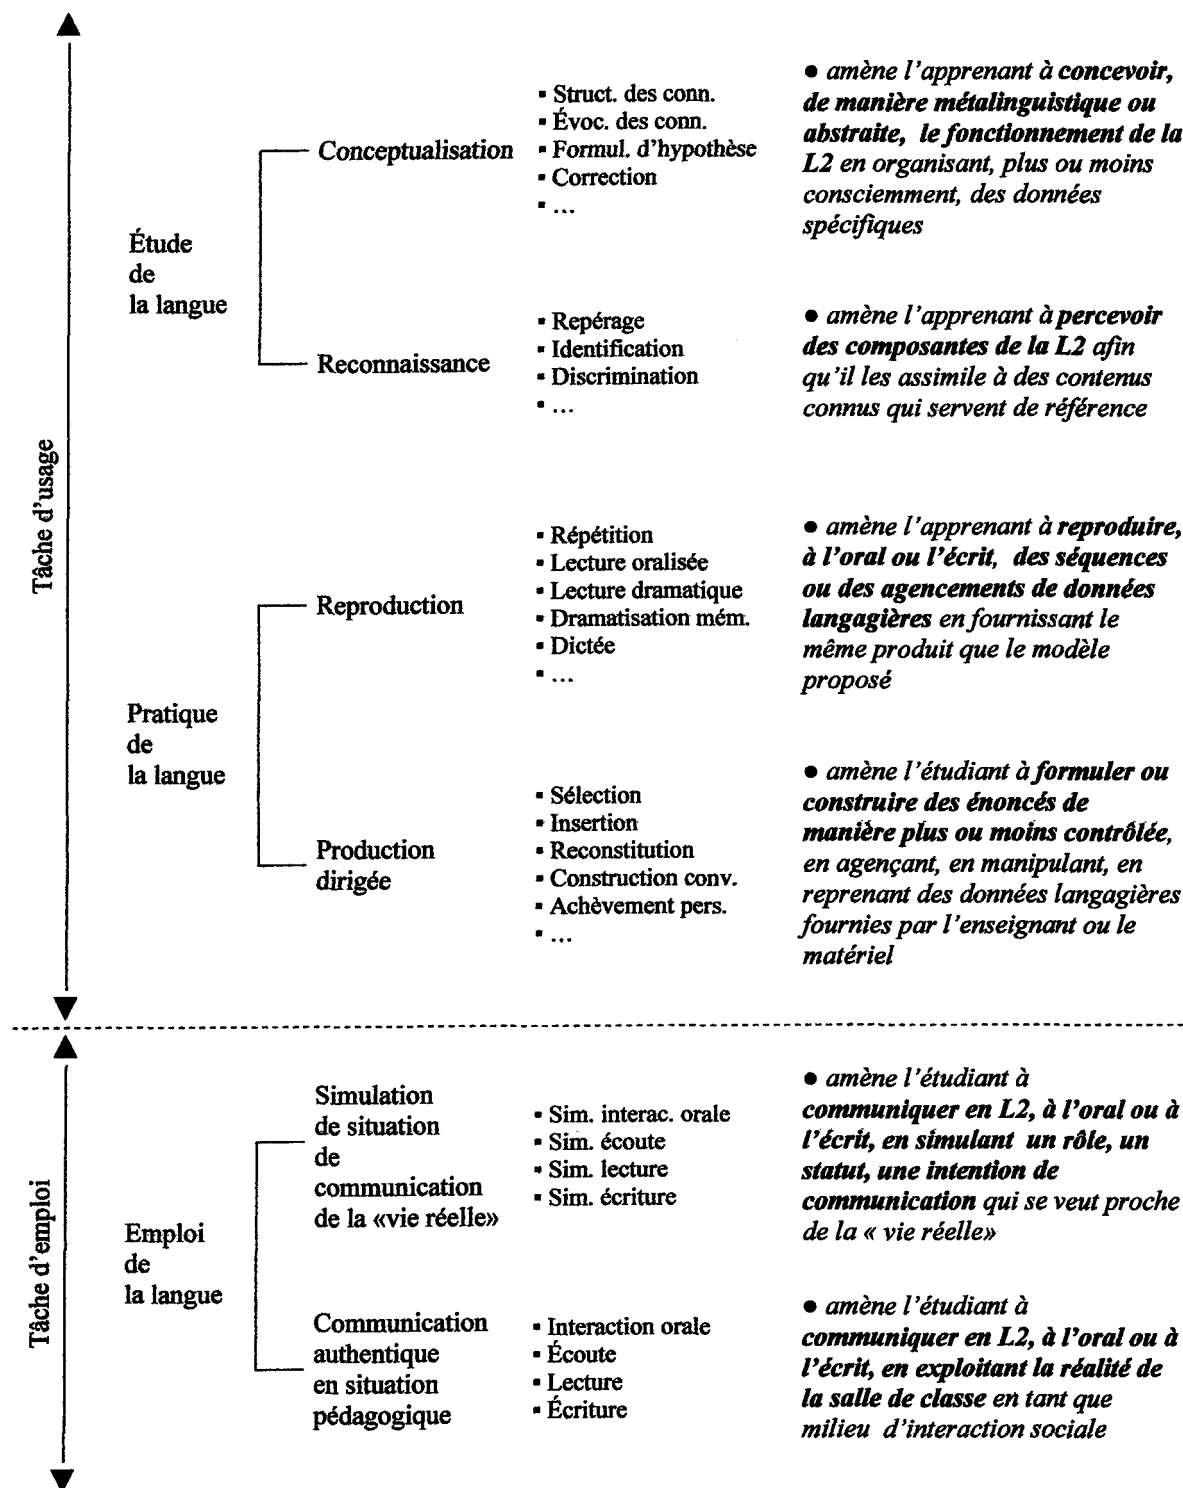 Tâche d'usage
Étude
de
la langue
Conceptualisation
▪ Struct. des conn.
▪ Évoc. des conn.
▪ Formul. d'hypothèse
▪ Correction
▪ ...
● amène l'apprenant à concevoir,
de manière métalinguistique ou
abstraite, le fonctionnement de la
L2 en organisant, plus ou moins
consciemment, des données
spécifiques
Reconnaissance
▪ Repérage
▪ Identification
▪ Discrimination
▪ ...
● amène l'apprenant à percevoir
des composantes de la L2 afin
qu'il les assimile à des contenus
connus qui servent de référence
Pratique
de
la langue
Reproduction
▪ Répétition
▪ Lecture oralisée
▪ Lecture dramatique
▪ Dramatisation mém.
▪ Dictée
▪ ...
● amène l'apprenant à reproduire,
à l'oral ou l'écrit, des séquences
ou des agencements de données
langagières en fournissant le
même produit que le modèle
proposé
Production
dirigée
▪ Sélection
▪ Insertion
▪ Reconstitution
▪ Construction conv.
▪ Achèvement pers.
▪ ...
● amène l'étudiant à formuler ou
construire des énoncés de
manière plus ou moins contrôlée,
en agençant, en manipulant, en
reprenant des données langagières
fournies par l'enseignant ou le
matériel
Tâche d'emploi
Emploi
de
la langue
Simulation
de situation
de
communication
de la «vie réelle»
▪ Sim. interac. orale
▪ Sim. écoute
▪ Sim. lecture
▪ Sim. écriture
● amène l'étudiant à
communiquer en L2, à l'oral ou à
l'écrit, en simulant un rôle, un
statut, une intention de
communication qui se veut proche
de la « vie réelle»
Communication
authentique
en situation
pédagogique
▪ Interaction orale
▪ Écoute
▪ Lecture
▪ Écriture
● amène l'étudiant à
communiquer en L2, à l'oral ou à
l'écrit, en exploitant la réalité de
la salle de classe en tant que
milieu d'interaction sociale